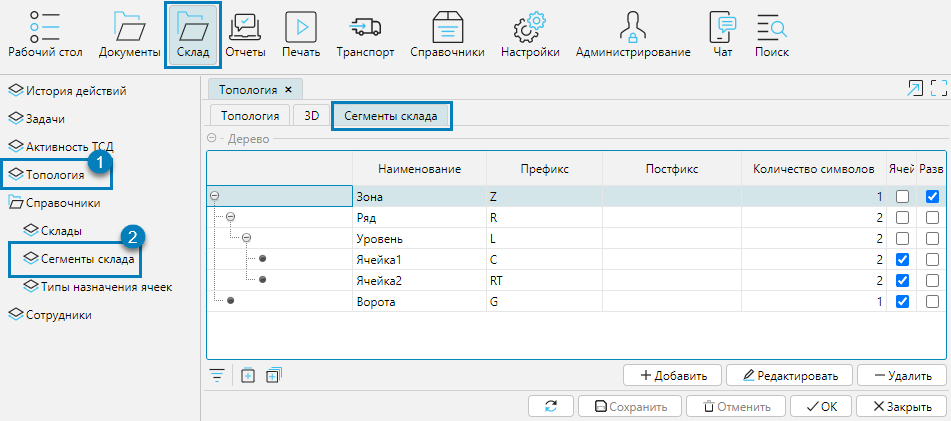 Рабочий стол Документы Склад Отчеты Печать Транспорт Справочники Настройки Администрирование Чат Поиск
История действий
Задачи
Активность ТСД
1
Топология
Справочники
Склады
2
Сегменты склада
Типы назначения ячеек
Сотрудники
Топология ×
Топология 3D Сегменты склада
Дерево
Наименование Префикс Постфикс Количество символов Ячей Разв
Зона Z 1
Ряд R 2
Уровень L 2
Ячейка1 C 2
Ячейка2 RT 2
Ворота G 1
Добавить Редактировать Удалить
Сохранить Отменить OK Закрыть